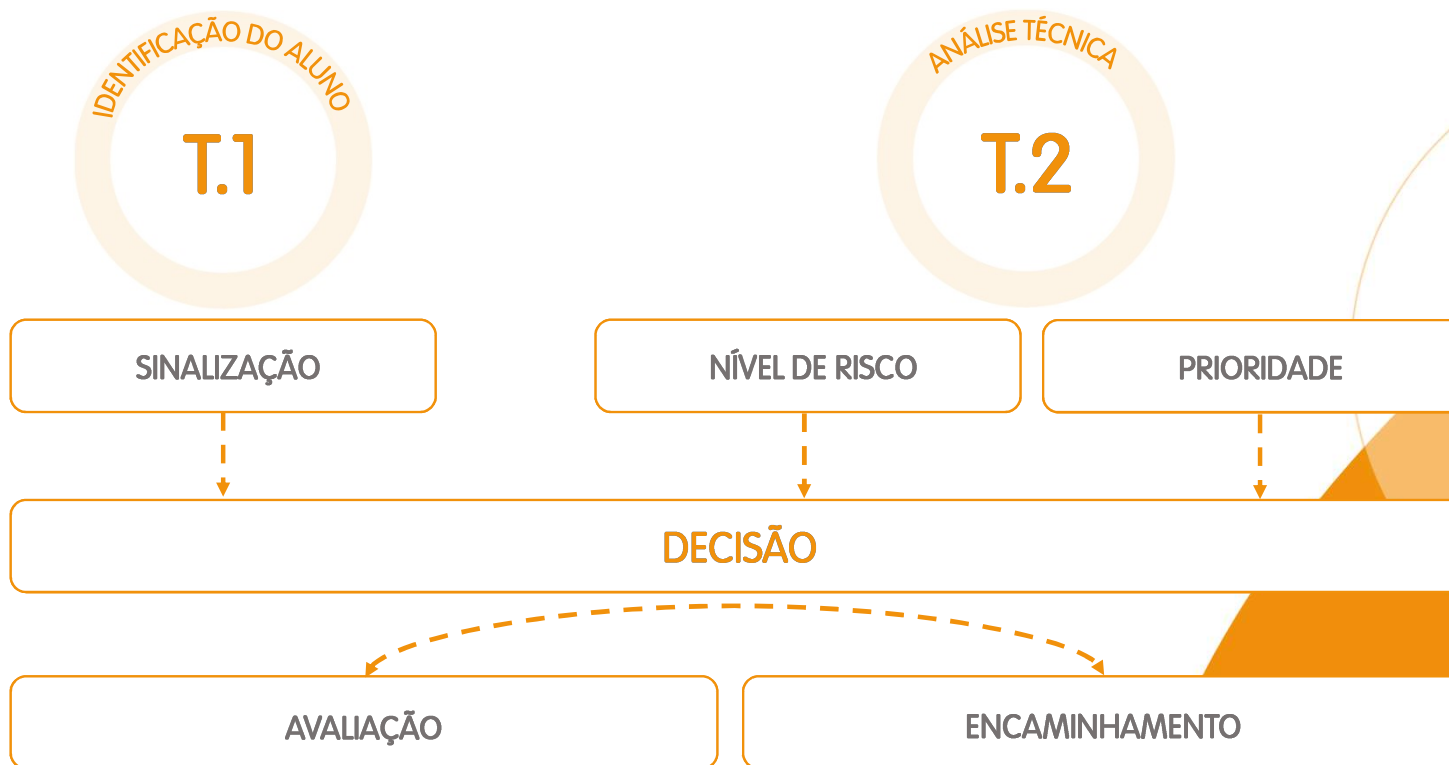 IDENTIFICAÇÃO DO ALUNO
T.1
ANÁLISE TÉCNICA
T.2
SINALIZAÇÃO
NÍVEL DE RISCO
PRIORIDADE
DECISÃO
AVALIAÇÃO
ENCAMINHAMENTO